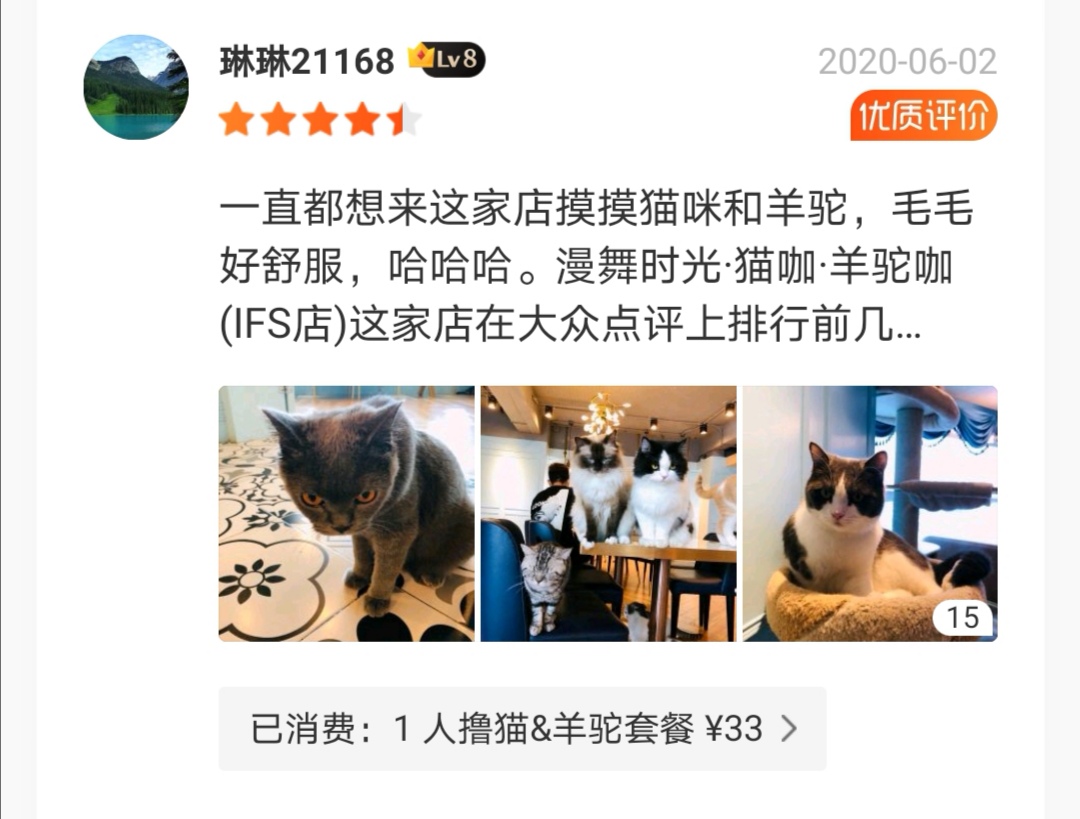 琳琳21168 Lv8 2020-06-02
优质评价
一直都想来这家店摸摸猫咪和羊驼，毛毛
好舒服，哈哈哈。漫舞时光·猫咖·羊驼咖
(IFS店)这家店在大众点评上排行前几...
15
已消费：1 人撸猫&羊驼套餐 ¥33 >